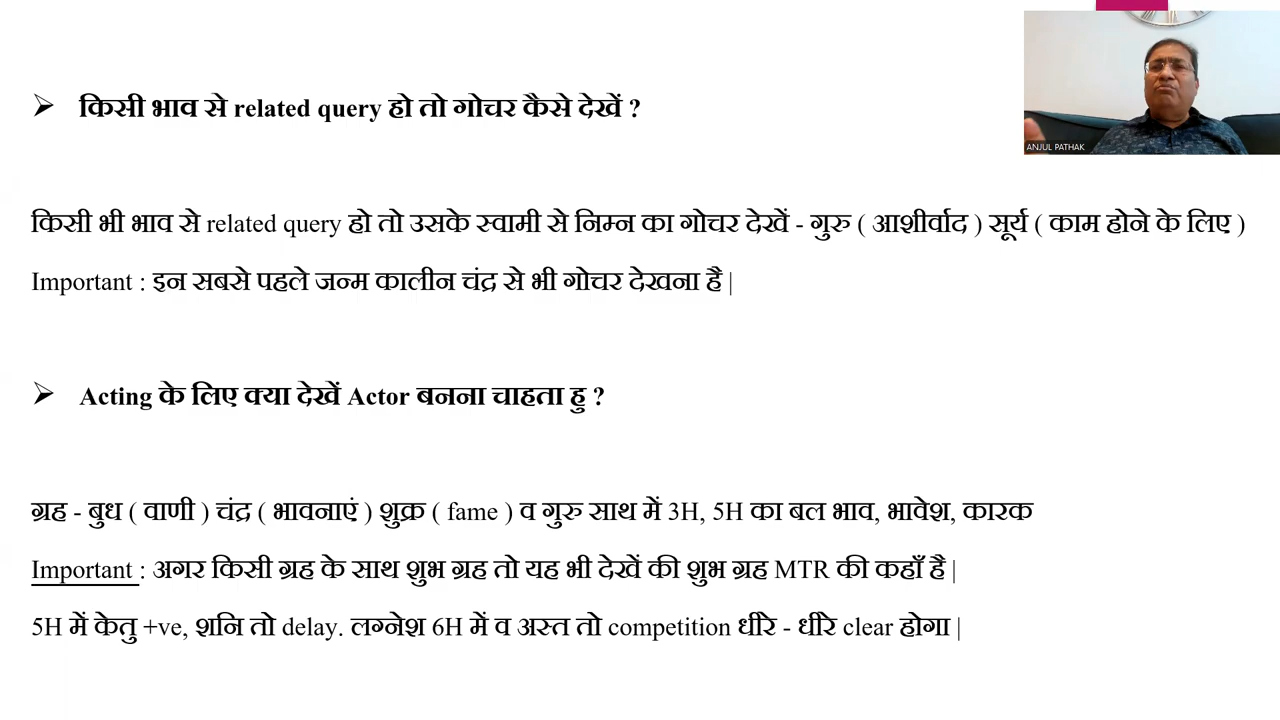 ➢ किसी भाव से related query हो तो गोचर कैसे देखें ?
ANJUL PATHAK
किसी भी भाव से related query हो तो उसके स्वामी से निम्न का गोचर देखें - गुरु ( आशीर्वाद ) सूर्य ( काम होने के लिए )
Important : इन सबसे पहले जन्म कालीन चंद्र से भी गोचर देखना है |
➢ Acting के लिए क्या देखें Actor बनना चाहता हु ?
ग्रह - बुध ( वाणी ) चंद्र ( भावनाएं ) शुक्र ( fame ) व गुरु साथ में 3H, 5H का बल भाव, भावेश, कारक
Important : अगर किसी ग्रह के साथ शुभ ग्रह तो यह भी देखें की शुभ ग्रह MTR की कहाँ है |
5H में केतु +ve, शनि तो delay. लग्नेश 6H में व अस्त तो competition धीरे - धीरे clear होगा |